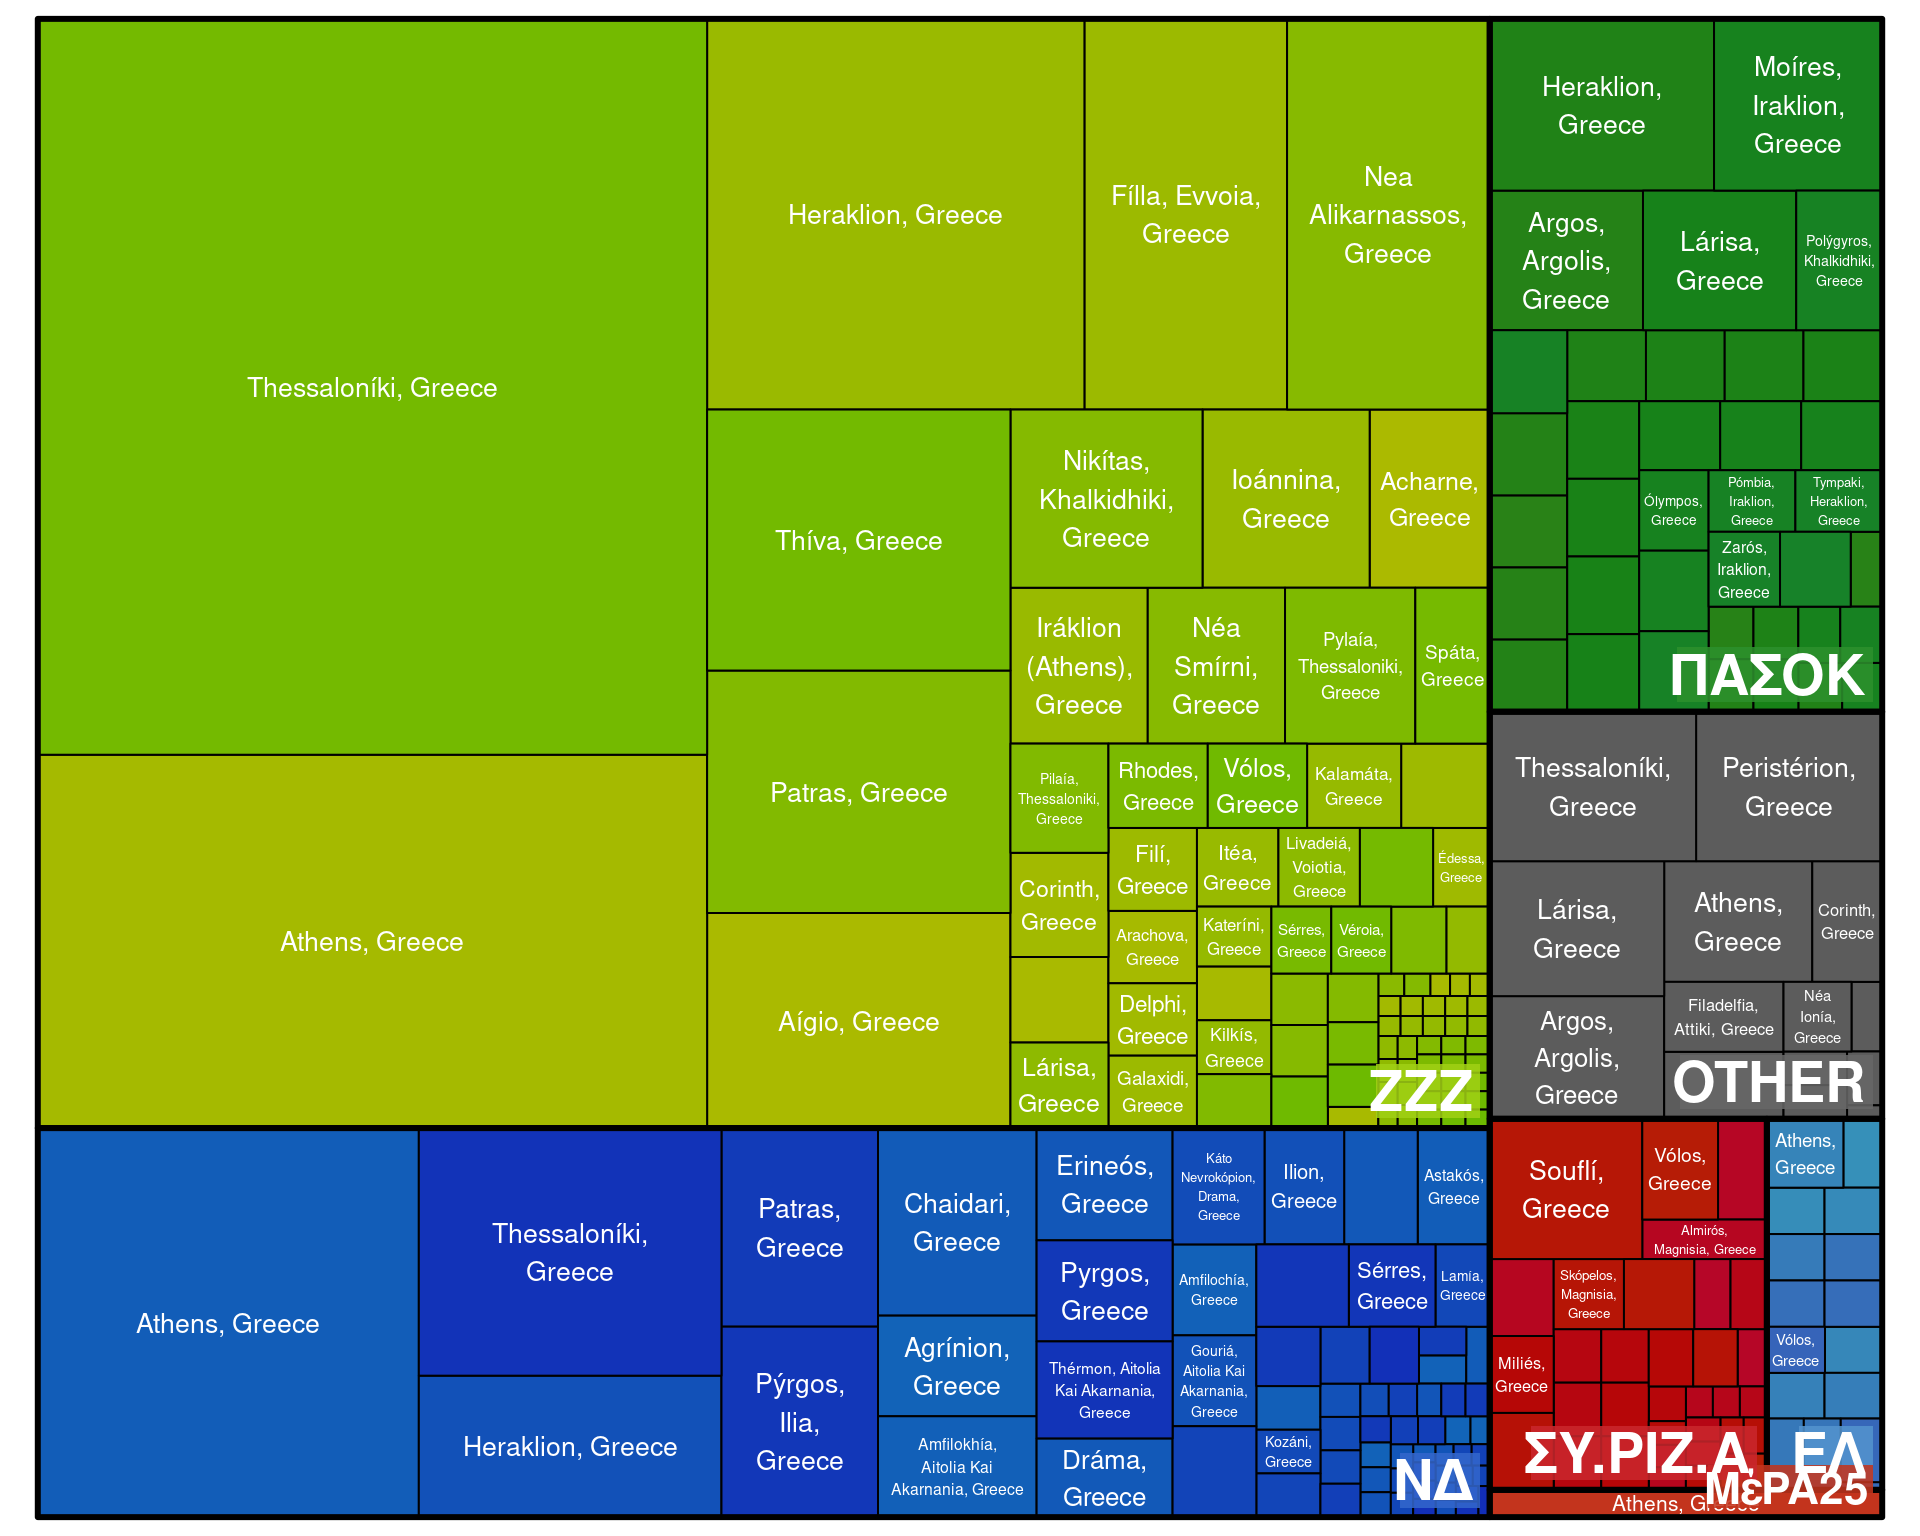 Thessaloníki, Greece
Athens, Greece
Heraklion, Greece
Fílla, Evvoia,
Greece
Nea
Alikarnassos,
Greece
Thíva, Greece
Patras, Greece
Aígio, Greece
Nikítas,
Khalkidhiki,
Greece
Ioánnina,
Greece
Acharne,
Greece
Iráklion
(Athens),
Greece
Néa
Smírni,
Greece
Pylaía,
Thessaloniki,
Greece
Spáta,
Greece
Pilaía,
Thessaloniki,
Greece
Rhodes,
Greece
Vólos,
Greece
Kalamáta,
Greece
Corinth,
Greece
Filí,
Greece
Itéa,
Greece
Livadeiá,
Voiotia,
Greece
Édessa,
Greece
Arachova,
Greece
Kateríni,
Greece
Sérres,
Greece
Véroia,
Greece
Delphi,
Greece
Kilkís,
Greece
Lárisa,
Greece
Galaxidi,
Greece
ZZZ
Athens, Greece
Thessaloníki,
Greece
Heraklion, Greece
Patras,
Greece
Pýrgos,
Ilia,
Greece
Chaidari,
Greece
Agrínion,
Greece
Amfilokhía,
Aitolia Kai
Akarnania, Greece
Erineós,
Greece
Pyrgos,
Greece
Thérmon, Aitolia
Kai Akarnania,
Greece
Dráma,
Greece
Káto
Nevrokópion,
Drama,
Greece
Ilion,
Greece
Astakós,
Greece
Amfilochía,
Greece
Sérres,
Greece
Lamía,
Greece
Gouriá,
Aitolia Kai
Akarnania,
Greece
Kozáni,
Greece
ΝΔ
Heraklion,
Greece
Moíres,
Iraklion,
Greece
Argos,
Argolis,
Greece
Lárisa,
Greece
Polýgyros,
Khalkidhiki,
Greece
Ólympos,
Greece
Pómbia,
Iraklion,
Greece
Tympaki,
Heraklion,
Greece
Zarós,
Iraklion,
Greece
ΠΑΣΟΚ
Thessaloníki,
Greece
Peristérion,
Greece
Lárisa,
Greece
Athens,
Greece
Corinth,
Greece
Argos,
Argolis,
Greece
Filadelfia,
Attiki, Greece
Néa
Ionía,
Greece
OTHER
Souflí,
Greece
Vólos,
Greece
Almirós,
Magnisia, Greece
Skópelos,
Magnisia,
Greece
Miliés,
Greece
ΣΥ.ΡΙΖ.Α.
Athens,
Greece
Vólos,
Greece
ΕΛ
Athens, Greece
ΜέΡΑ25